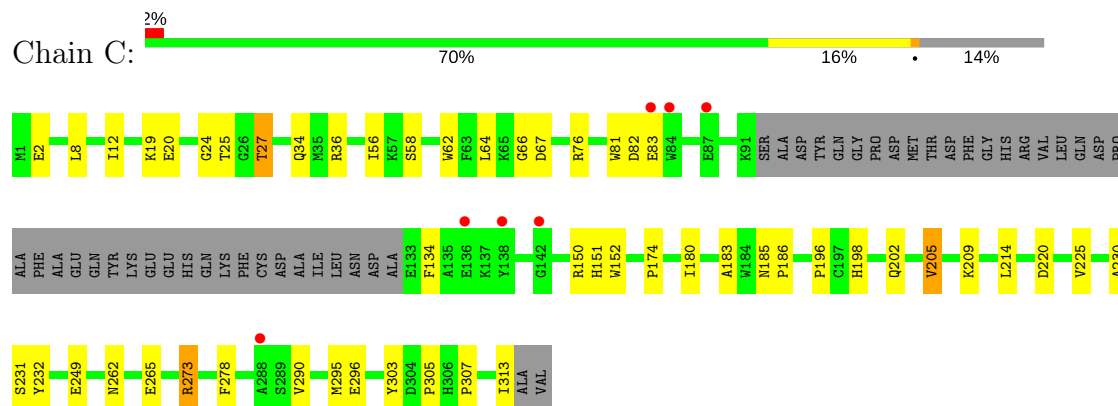 2%
Chain C:
70% 16% • 14%
M1 E2 L8 I12 K19 E20 G24 T25 G26 T27 Q34 M35 R36 I56 K57 S58 W62 F63 L64 K65 G66 D67 R76 W81 D82 E83 W84 E87 K91 SER ALA ASP TYR GLN GLY PRO ASP MET THR ASP PHE GLY HIS ARG VAL LEU GLN ASP PRO
ALA PHE ALA GLU GLN TYR LYS GLU GLU HIS GLN LYS PHE CYS ASP ALA ILE LEU ASN ASP ALA E133 F134 A135 E136 K137 Y138 G142 R150 H151 W152 P174 I180 A183 W184 N185 P186 P196 C197 H198 Q202 V205 K209 L214 D220 V225 A230
S231 Y232 E249 N262 E265 R273 F278 A288 S289 V290 M295 E296 Y303 D304 P305 H306 P307 I313 ALA VAL